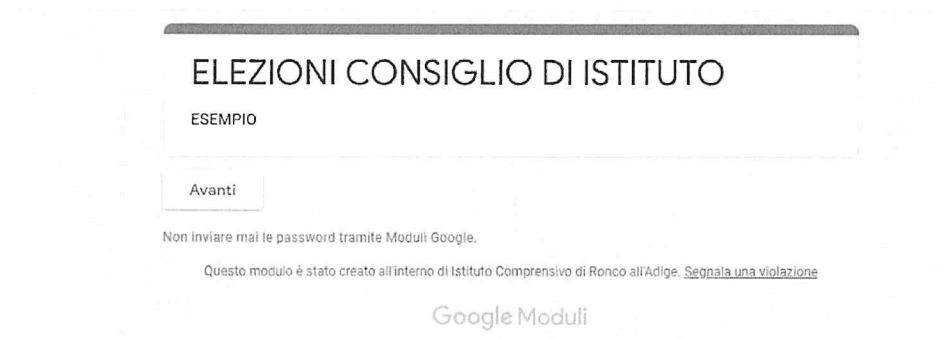 ELEZIONI CONSIGLIO DI ISTITUTO
ESEMPIO
Avanti
Non inviare mai le password tramite Moduli Google.
Questo modulo è stato creato all'interno di Istituto Comprensivo di Ronco all'Adige. Segnala una violazione
Google Moduli